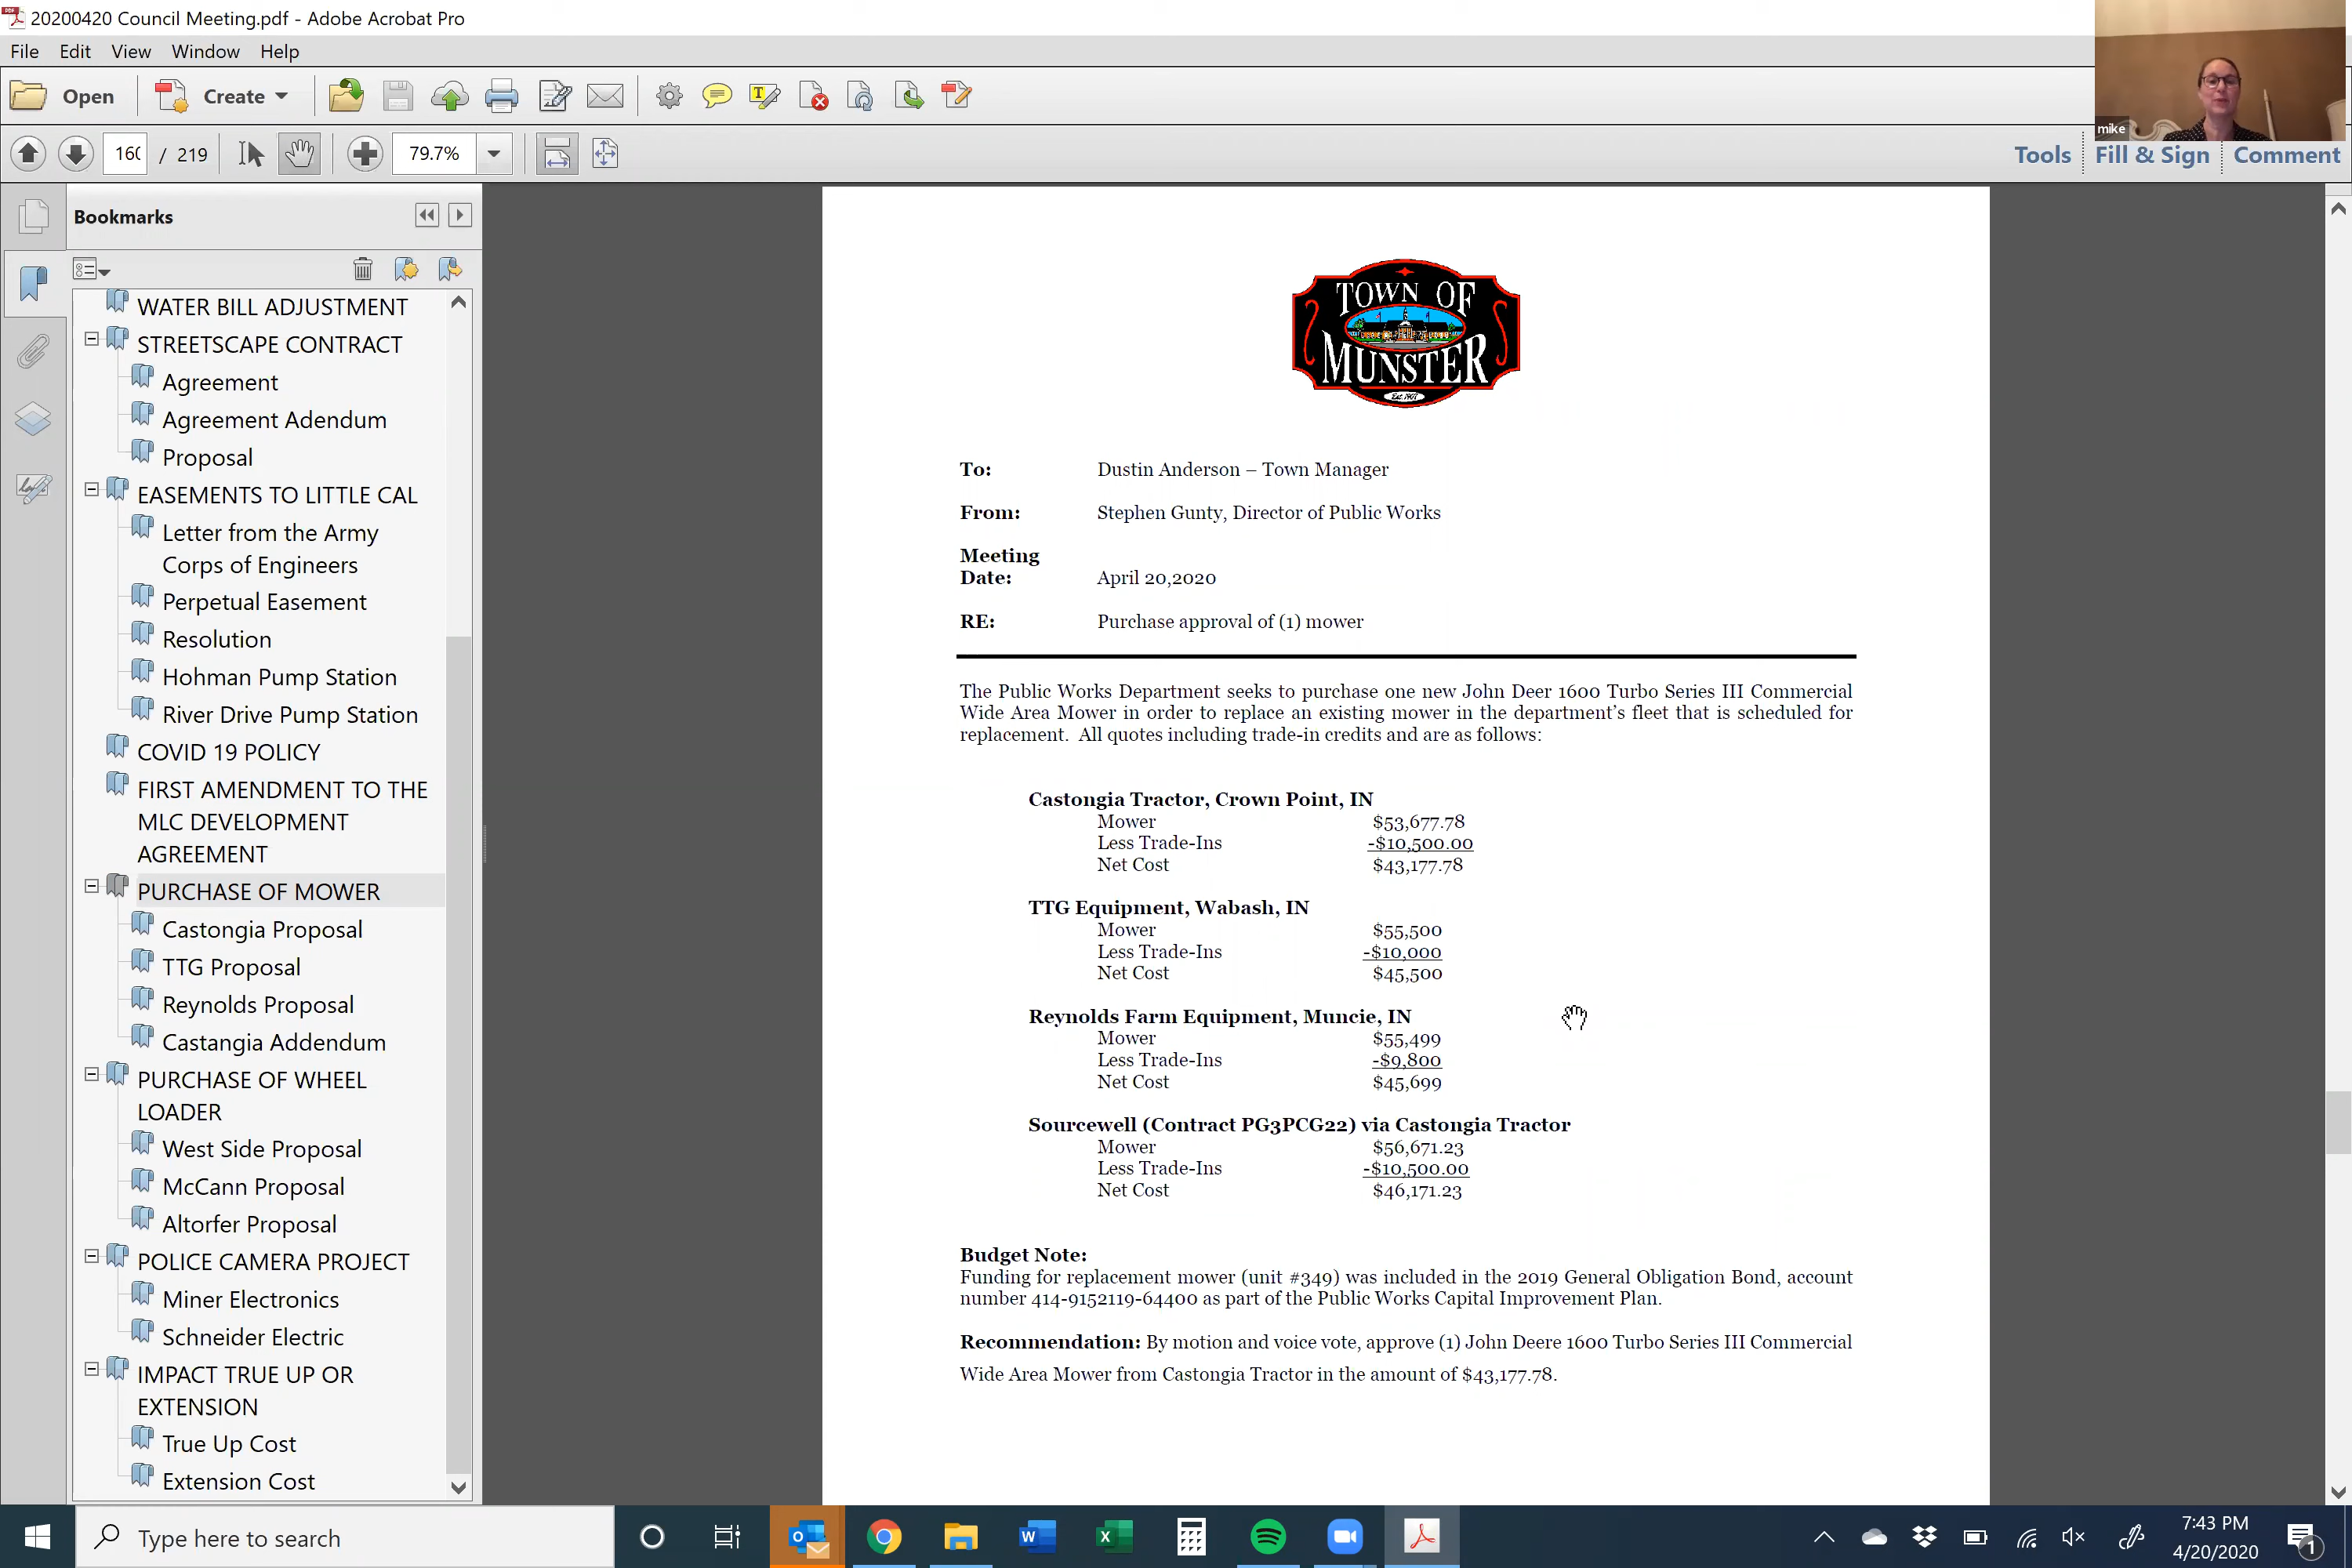 20200420 Council Meeting.pdf - Adobe Acrobat Pro
File Edit View Window Help
Open Create
mike
160 / 219 79.7% Tools Fill & Sign Comment
Bookmarks
WATER BILL ADJUSTMENT
STREETSCAPE CONTRACT
Agreement
Agreement Adendum
Proposal
EASEMENTS TO LITTLE CAL
Letter from the Army
Corps of Engineers
Perpetual Easement
Resolution
Hohman Pump Station
River Drive Pump Station
COVID 19 POLICY
FIRST AMENDMENT TO THE
MLC DEVELOPMENT
AGREEMENT
PURCHASE OF MOWER
Castongia Proposal
TTG Proposal
Reynolds Proposal
Castangia Addendum
PURCHASE OF WHEEL
LOADER
West Side Proposal
McCann Proposal
Altorfer Proposal
POLICE CAMERA PROJECT
Miner Electronics
Schneider Electric
IMPACT TRUE UP OR
EXTENSION
True Up Cost
Extension Cost
TOWN OF
MUNSTER
Est. 1907
To: Dustin Anderson – Town Manager
From: Stephen Gunty, Director of Public Works
Meeting
Date: April 20,2020
RE: Purchase approval of (1) mower
The Public Works Department seeks to purchase one new John Deer 1600 Turbo Series III Commercial
Wide Area Mower in order to replace an existing mower in the department's fleet that is scheduled for
replacement. All quotes including trade-in credits and are as follows:
Castongia Tractor, Crown Point, IN
Mower $53,677.78
Less Trade-Ins -$10,500.00
Net Cost $43,177.78
TTG Equipment, Wabash, IN
Mower $55,500
Less Trade-Ins -$10,000
Net Cost $45,500
Reynolds Farm Equipment, Muncie, IN
Mower $55,499
Less Trade-Ins -$9,800
Net Cost $45,699
Sourcewell (Contract PG3PCG22) via Castongia Tractor
Mower $56,671.23
Less Trade-Ins -$10,500.00
Net Cost $46,171.23
Budget Note:
Funding for replacement mower (unit #349) was included in the 2019 General Obligation Bond, account
number 414-9152119-64400 as part of the Public Works Capital Improvement Plan.
Recommendation: By motion and voice vote, approve (1) John Deere 1600 Turbo Series III Commercial
Wide Area Mower from Castongia Tractor in the amount of $43,177.78.
Type here to search
7:43 PM
4/20/2020
1